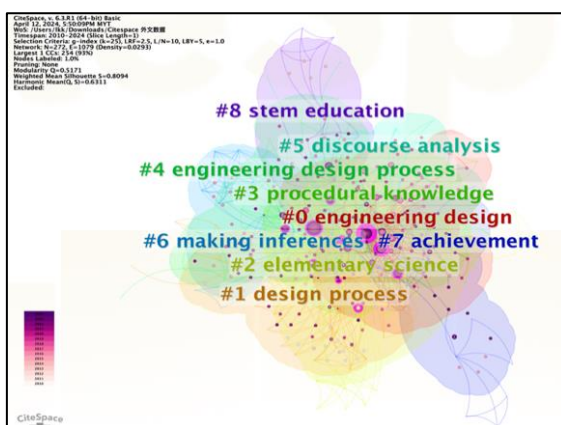 CiteSpace, v. 6.3.R1 (64-bit) Basic
April 12, 2024, 5:50:09PM MYT
WoS: /Users/lkk/Downloads/Citespace 外文数据
Timespan: 2010-2024 (Slice Length=1)
Selection Criteria: g-index (k=25), LRF=2.5, L/N=10, LBY=5, e=1.0
Network: N=272, E=1079 (Density=0.0293)
Largest 1 CCs: 254 (93%)
Nodes Labeled: 1.0%
Pruning: None
Modularity Q=0.5171
Weighted Mean Silhouette S=0.8094
Harmonic Mean(Q, S)=0.6311
Excluded:
#8 stem education
#5 discourse analysis
#4 engineering design process
#3 procedural knowledge
#0 engineering design
#6 making inferences #7 achievement
#2 elementary science
#1 design process
CiteSpace